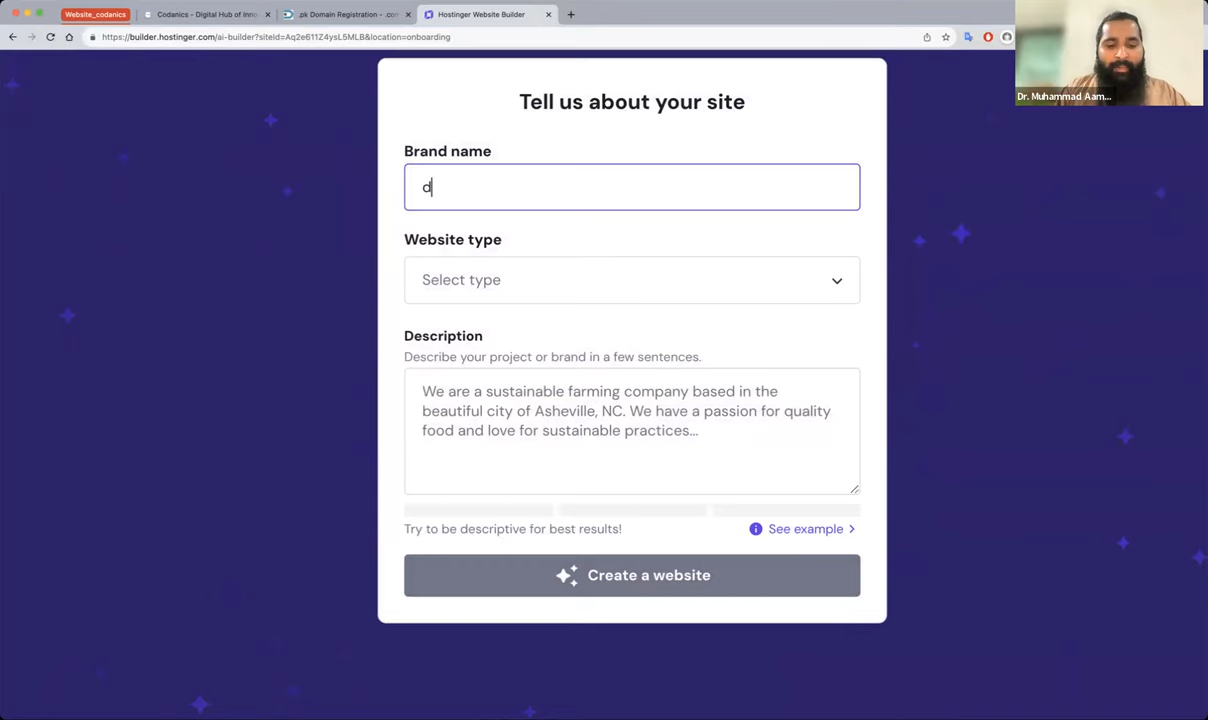 Website_codanics
Codanics - Digital Hub of Inno
.pk Domain Registration - .con
Hostinger Website Builder
https://builder.hostinger.com/ai-builder?siteId=Aq2e611Z4ysL5MLB&location=onboarding
Dr. Muhammad Aam...
Tell us about your site
Brand name
d
Website type
Select type
Description
Describe your project or brand in a few sentences.
We are a sustainable farming company based in the
beautiful city of Asheville, NC. We have a passion for quality
food and love for sustainable practices...
Try to be descriptive for best results!
See example
Create a website